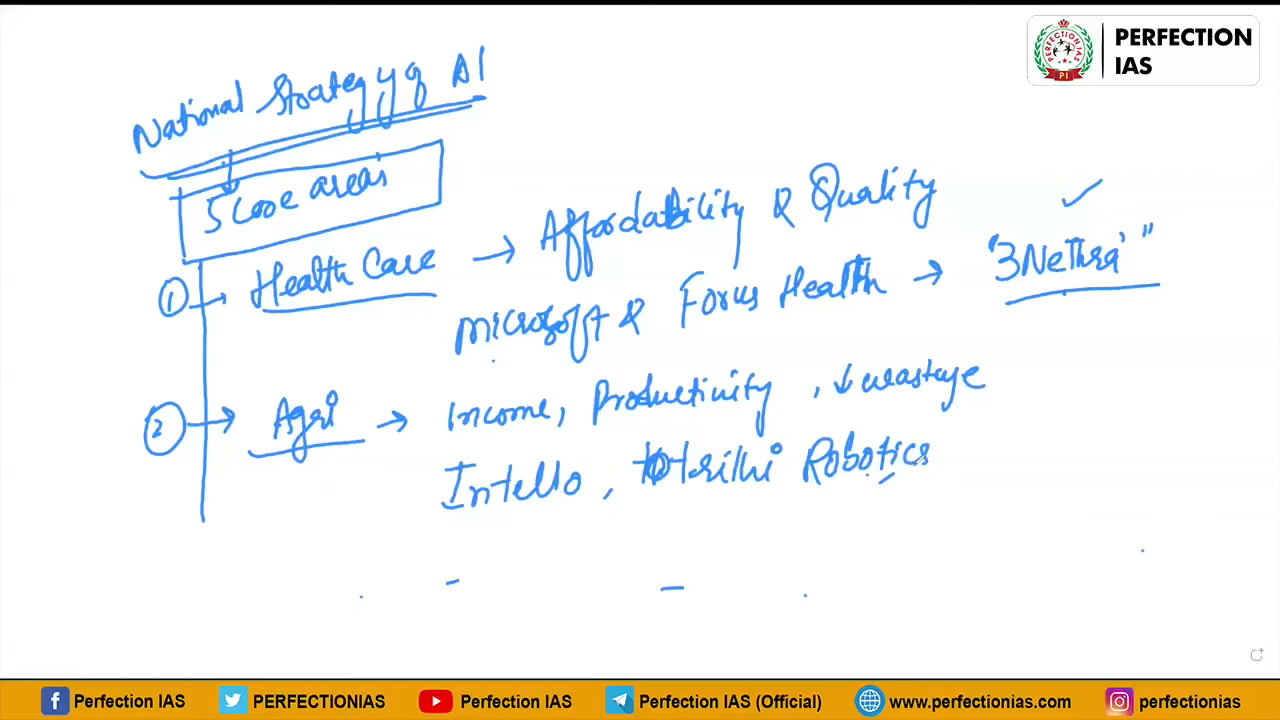 PERFECTION
IAS
National Strategy of AI
5 Core areas
① Health Care → Affordability & Quality
Microsoft & Forus Health → "3Nethra"
② Agri → Income, Productivity, ↓ wastage
Intello, Robotics
Perfection IAS PERFECTIONIAS Perfection IAS Perfection IAS (Official) www.perfectionias.com perfectionias